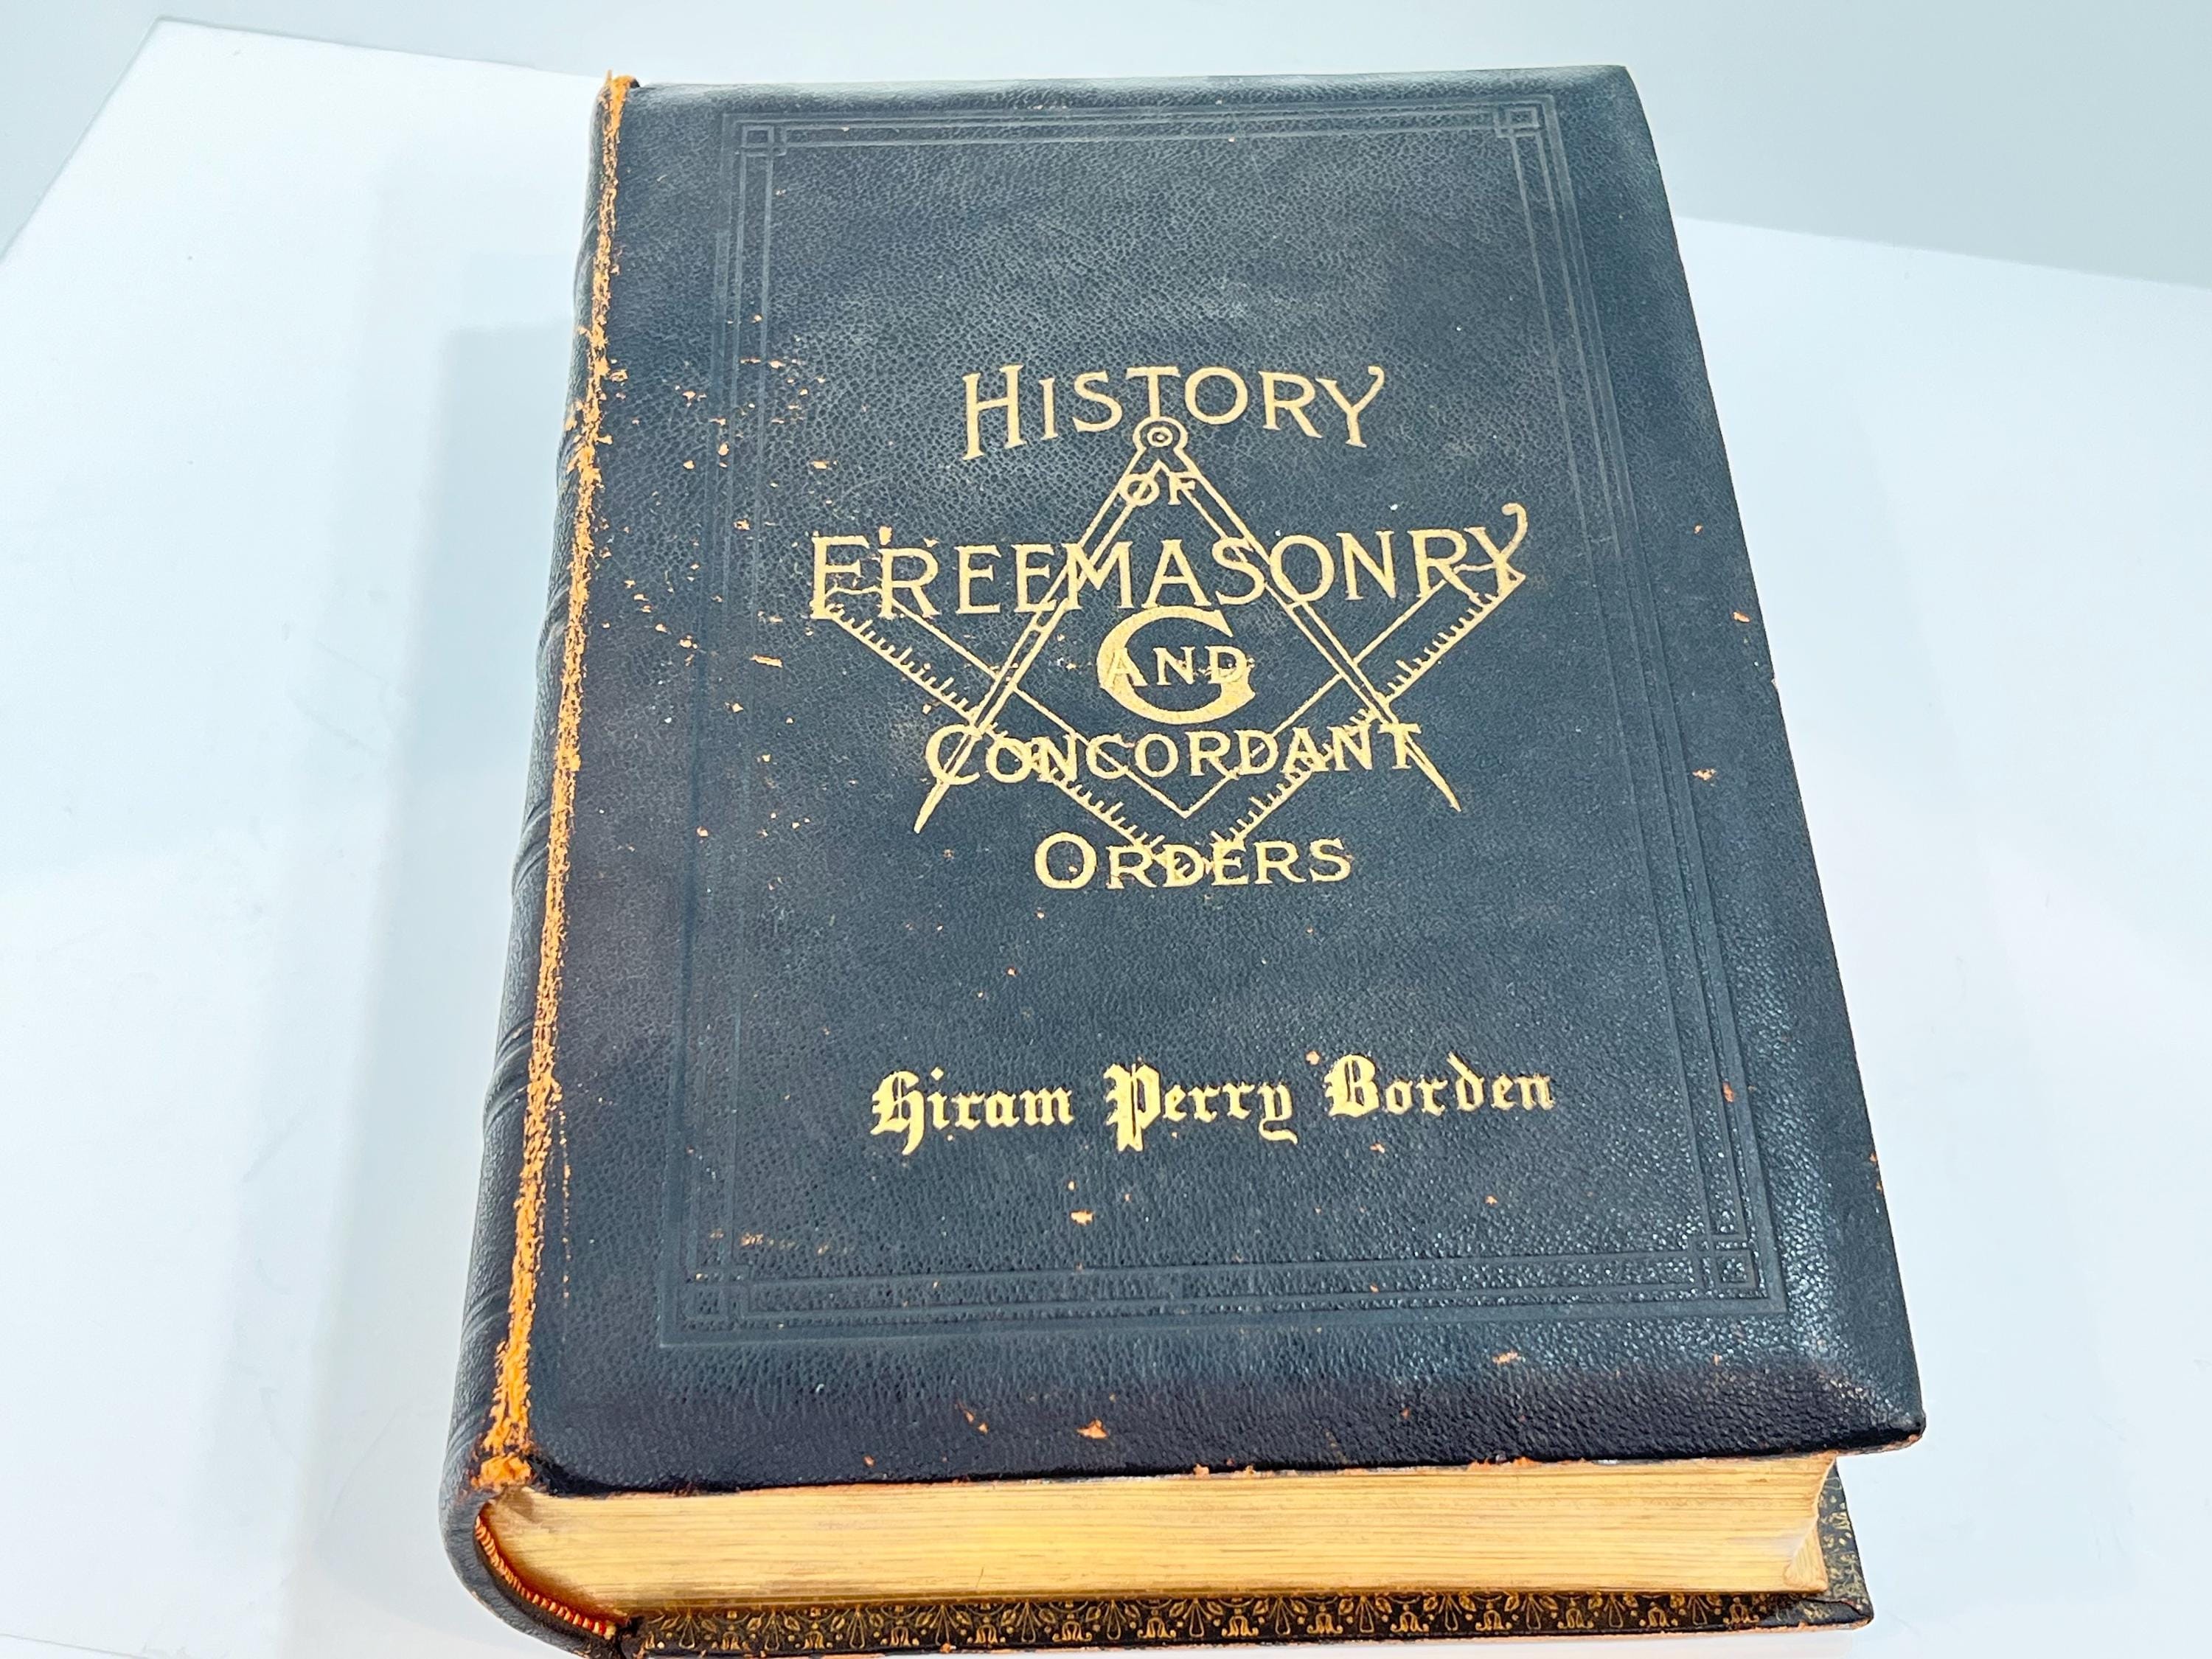 HISTORY
OF
FREEMASONRY
G
AND
CONCORDANT
ORDERS
Hiram Perry Borden